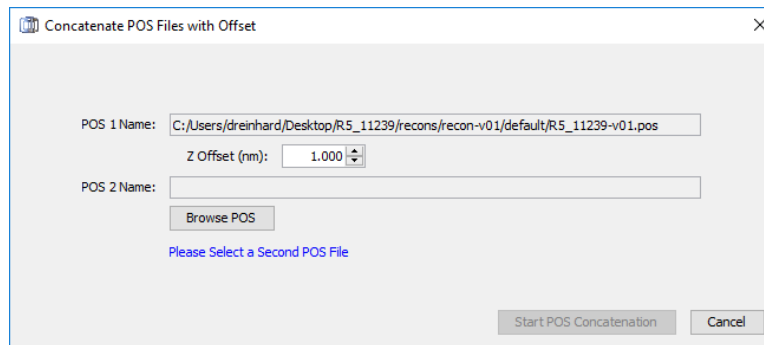 Concatenate POS Files with Offset
POS 1 Name: C:/Users/dreinhard/Desktop/R5_11239/recons/recon-v01/default/R5_11239-v01.pos
Z Offset (nm): 1.000
POS 2 Name:
Browse POS
Please Select a Second POS File
Start POS Concatenation Cancel